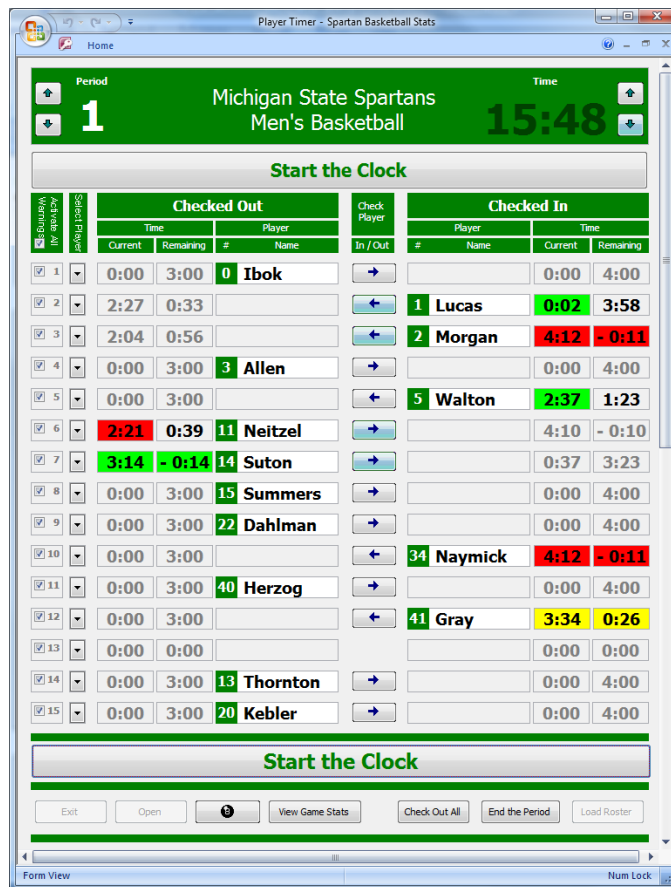 Player Timer - Spartan Basketball Stats
Home
Period
1
Michigan State Spartans
Men's Basketball
Time
15:48
Start the Clock
Activate All
Warnings
Select Player
Checked Out
Check
Player
Checked In
Time Player Player Time
Current Remaining # Name In / Out # Name Current Remaining
1 0:00 3:00 0 Ibok 0:00 4:00
2 2:27 0:33 1 Lucas 0:02 3:58
3 2:04 0:56 2 Morgan 4:12 - 0:11
4 0:00 3:00 3 Allen 0:00 4:00
5 0:00 3:00 5 Walton 2:37 1:23
6 2:21 0:39 11 Neitzel 4:10 - 0:10
7 3:14 - 0:14 14 Suton 0:37 3:23
8 0:00 3:00 15 Summers 0:00 4:00
9 0:00 3:00 22 Dahlman 0:00 4:00
10 0:00 3:00 34 Naymick 4:12 - 0:11
11 0:00 3:00 40 Herzog 0:00 4:00
12 0:00 3:00 41 Gray 3:34 0:26
13 0:00 0:00 0:00 0:00
14 0:00 3:00 13 Thornton 0:00 4:00
15 0:00 3:00 20 Kebler 0:00 4:00
Start the Clock
Exit Open View Game Stats Check Out All End the Period Load Roster
Form View Num Lock